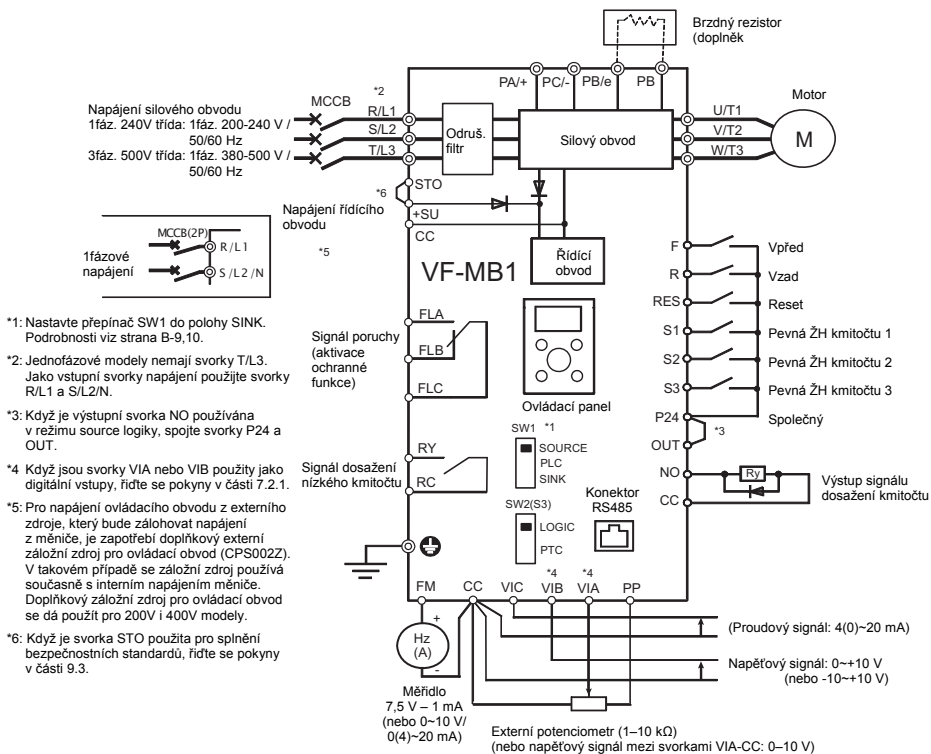 Brzdný rezistor
(doplněk
PA/+
PC/-
PB/e
PB
Motor
*2
MCCB
Napájení silového obvodu
1fáz. 240V třída: 1fáz. 200-240 V /
50/60 Hz
3fáz. 500V třída: 1fáz. 380-500 V /
50/60 Hz
R/L1
S/L2
T/L3
Odruš.
filtr
Silový obvod
U/T1
V/T2
W/T3
M
*6
STO
Napájení řídícího
obvodu
+SU
*5
CC
Řídící
obvod
VF-MB1
MCCB(2P)
R/L1
1fázové
napájení
S/L2/N
F
Vpřed
R
Vzad
RES
Reset
S1
Pevná ŽH kmitočtu 1
S2
Pevná ŽH kmitočtu 2
S3
Pevná ŽH kmitočtu 3
P24
Společný
*3
OUT
NO
Ry
CC
Výstup signálu
dosažení kmitočtu
*1: Nastavte přepínač SW1 do polohy SINK.
Podrobnosti viz strana B-9,10.
*2: Jednofázové modely nemají svorky T/L3.
Jako vstupní svorky napájení použijte svorky
R/L1 a S/L2/N.
*3: Když je výstupní svorka NO používána
v režimu source logiky, spojte svorky P24 a
OUT.
*4 Když jsou svorky VIA nebo VIB použity jako
digitální vstupy, řiďte se pokyny v části 7.2.1.
*5: Pro napájení ovládacího obvodu z externího
zdroje, který bude zálohovat napájení
z měniče, je zapotřebí doplňkový externí
záložní zdroj pro ovládací obvod (CPS002Z).
V takovém případě se záložní zdroj používá
současně s interním napájením měniče.
Doplňkový záložní zdroj pro ovládací obvod
se dá použít pro 200V i 400V modely.
*6: Když je svorka STO použita pro splnění
bezpečnostních standardů, řiďte se pokyny
v části 9.3.
FLA
Signál poruchy
(aktivace
ochranné
funkce)
FLB
FLC
Ovládací panel
SW1 *1
SOURCE
PLC
SINK
RY
Signál dosažení
nízkého kmitočtu
RC
SW2(S3)
LOGIC
PTC
Konektor
RS485
FM
CC
VIC
*4
VIB
*4
VIA
PP
+
Hz
(A)
-
Měřidlo
7,5 V – 1 mA
(nebo 0~10 V/
0(4)~20 mA)
(Proudový signál: 4(0)~20 mA)
Napěťový signál: 0~+10 V
(nebo -10~+10 V)
Externí potenciometr (1–10 kΩ)
(nebo napěťový signál mezi svorkami VIA-CC: 0–10 V)